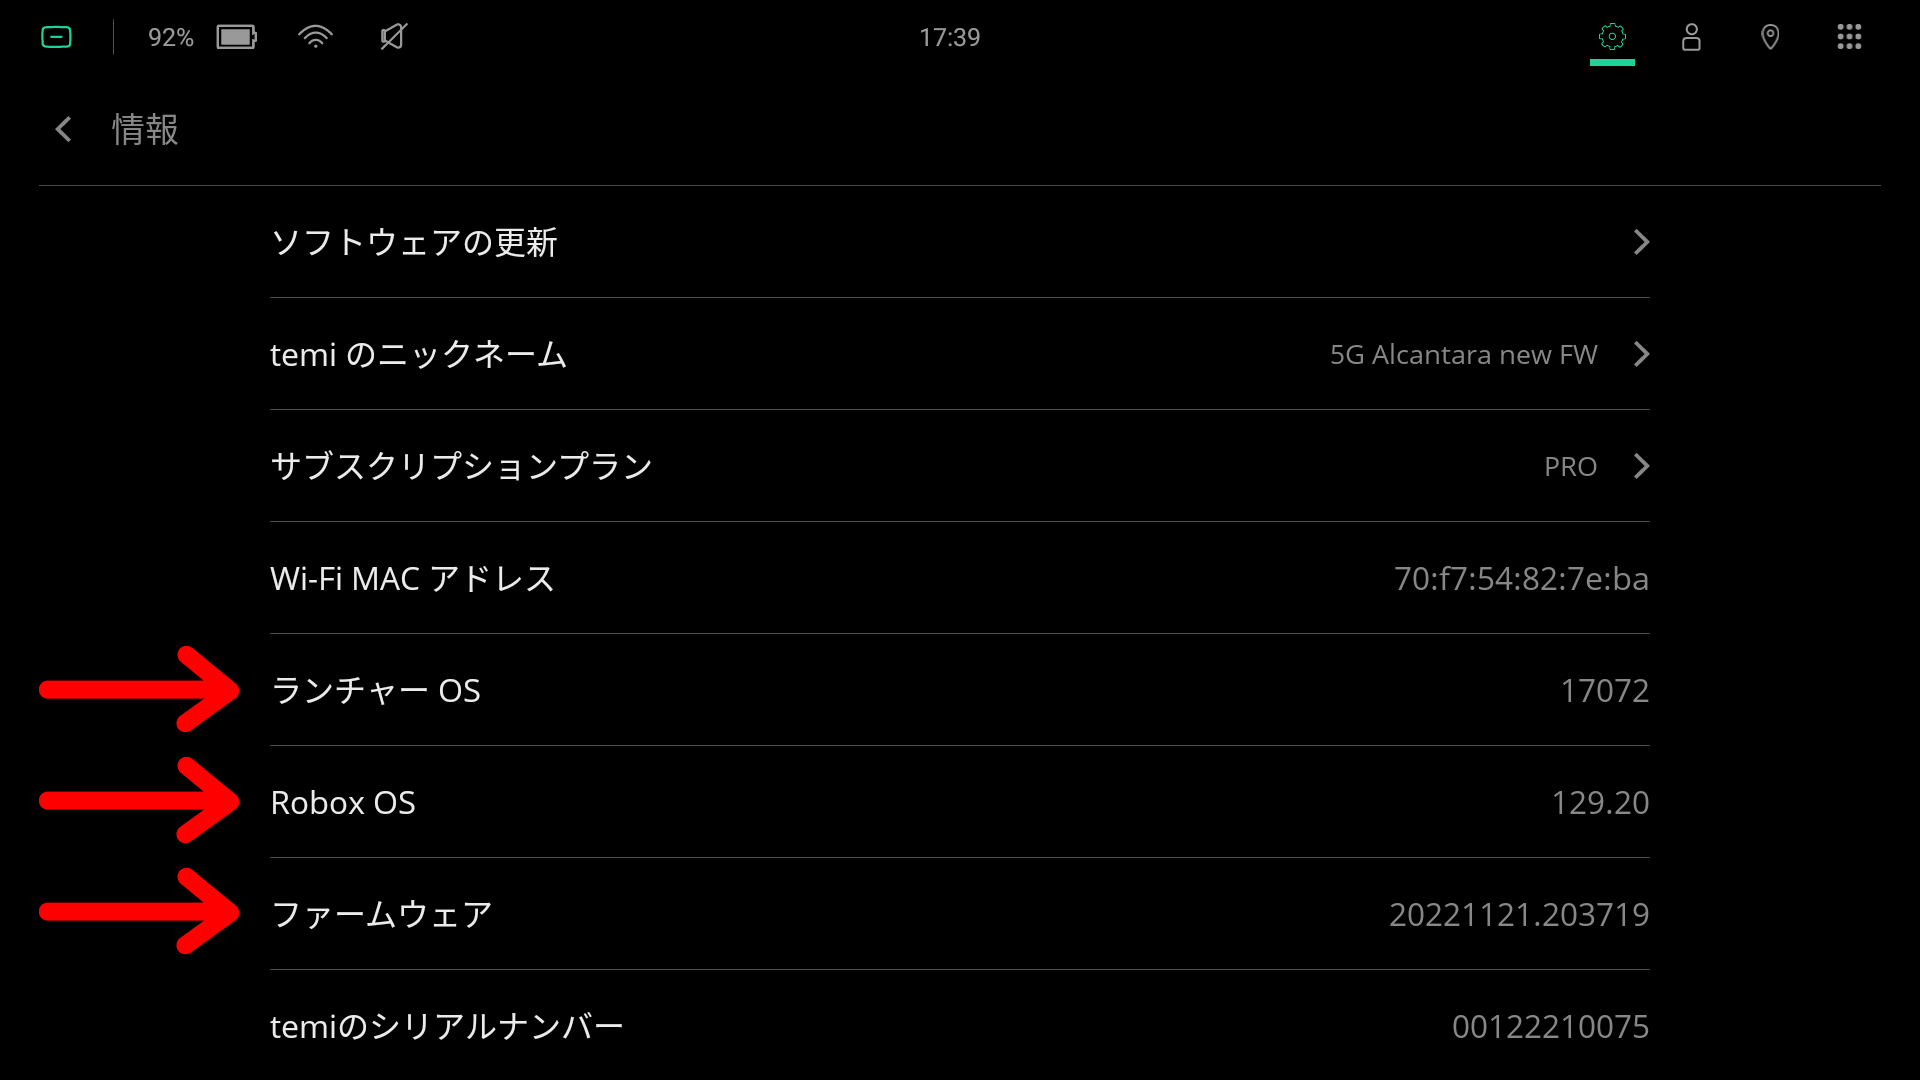 92%
17:39
情報
ソフトウェアの更新
temi のニックネーム 5G Alcantara new FW
サブスクリプションプラン PRO
Wi-Fi MAC アドレス 70:f7:54:82:7e:ba
ランチャー OS 17072
Robox OS 129.20
ファームウェア 20221121.203719
temiのシリアルナンバー 00122210075